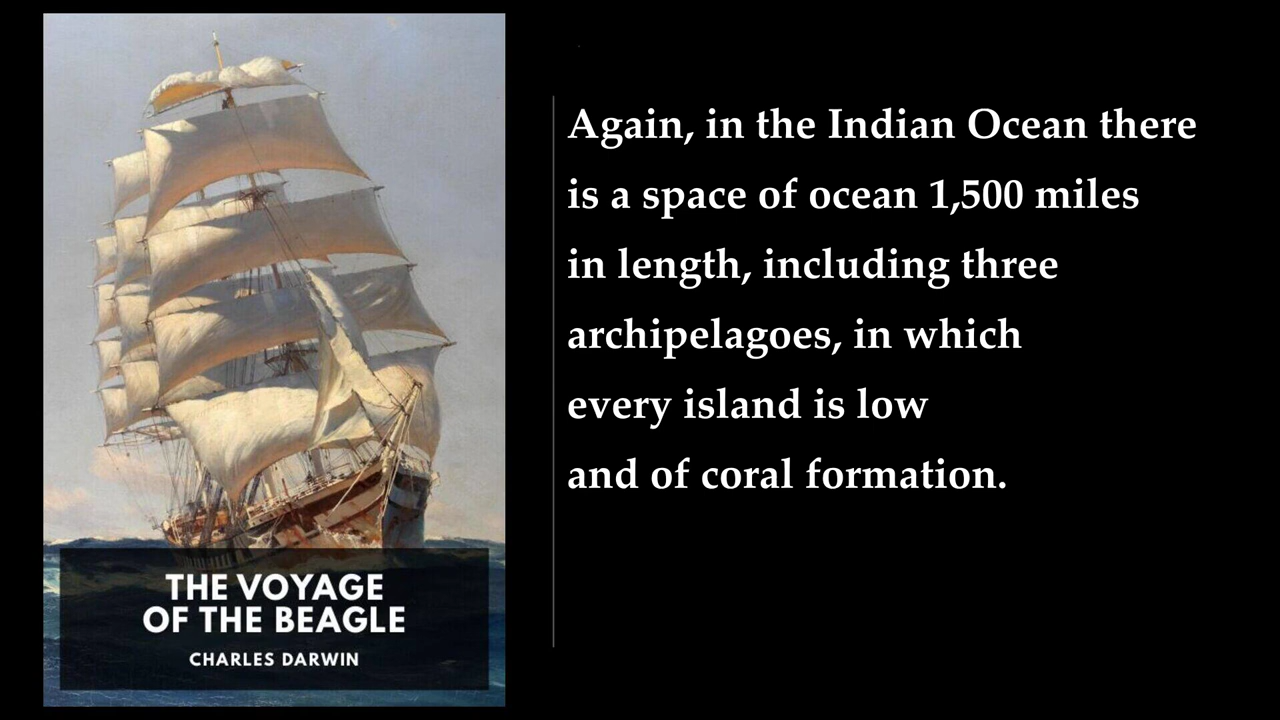 Again, in the Indian Ocean there
is a space of ocean 1,500 miles
in length, including three
archipelagoes, in which
every island is low
and of coral formation.
THE VOYAGE
OF THE BEAGLE
CHARLES DARWIN